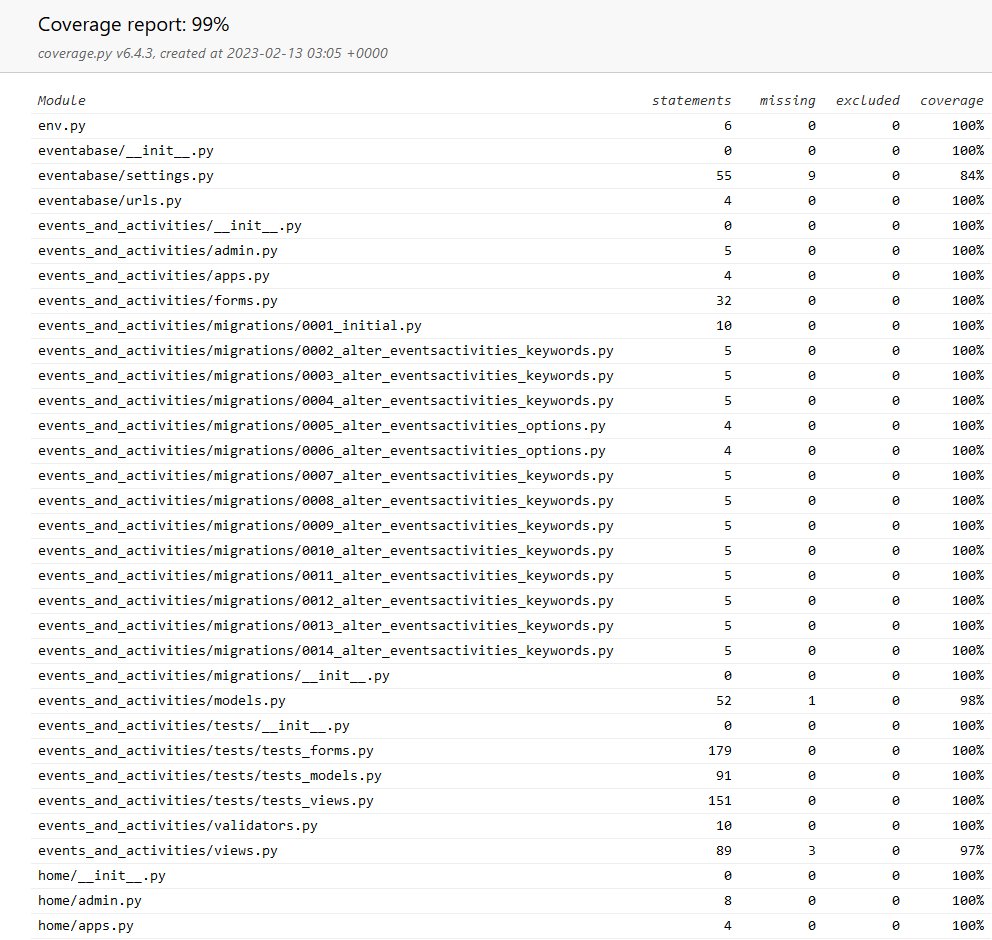 Coverage report: 99%
coverage.py v6.4.3, created at 2023-02-13 03:05 +0000
Module statements missing excluded coverage
env.py 6 0 0 100%
eventabase/__init__.py 0 0 0 100%
eventabase/settings.py 55 9 0 84%
eventabase/urls.py 4 0 0 100%
events_and_activities/__init__.py 0 0 0 100%
events_and_activities/admin.py 5 0 0 100%
events_and_activities/apps.py 4 0 0 100%
events_and_activities/forms.py 32 0 0 100%
events_and_activities/migrations/0001_initial.py 10 0 0 100%
events_and_activities/migrations/0002_alter_eventsactivities_keywords.py 5 0 0 100%
events_and_activities/migrations/0003_alter_eventsactivities_keywords.py 5 0 0 100%
events_and_activities/migrations/0004_alter_eventsactivities_keywords.py 5 0 0 100%
events_and_activities/migrations/0005_alter_eventsactivities_options.py 4 0 0 100%
events_and_activities/migrations/0006_alter_eventsactivities_options.py 4 0 0 100%
events_and_activities/migrations/0007_alter_eventsactivities_keywords.py 5 0 0 100%
events_and_activities/migrations/0008_alter_eventsactivities_keywords.py 5 0 0 100%
events_and_activities/migrations/0009_alter_eventsactivities_keywords.py 5 0 0 100%
events_and_activities/migrations/0010_alter_eventsactivities_keywords.py 5 0 0 100%
events_and_activities/migrations/0011_alter_eventsactivities_keywords.py 5 0 0 100%
events_and_activities/migrations/0012_alter_eventsactivities_keywords.py 5 0 0 100%
events_and_activities/migrations/0013_alter_eventsactivities_keywords.py 5 0 0 100%
events_and_activities/migrations/0014_alter_eventsactivities_keywords.py 5 0 0 100%
events_and_activities/migrations/__init__.py 0 0 0 100%
events_and_activities/models.py 52 1 0 98%
events_and_activities/tests/__init__.py 0 0 0 100%
events_and_activities/tests/tests_forms.py 179 0 0 100%
events_and_activities/tests/tests_models.py 91 0 0 100%
events_and_activities/tests/tests_views.py 151 0 0 100%
events_and_activities/validators.py 10 0 0 100%
events_and_activities/views.py 89 3 0 97%
home/__init__.py 0 0 0 100%
home/admin.py 8 0 0 100%
home/apps.py 4 0 0 100%